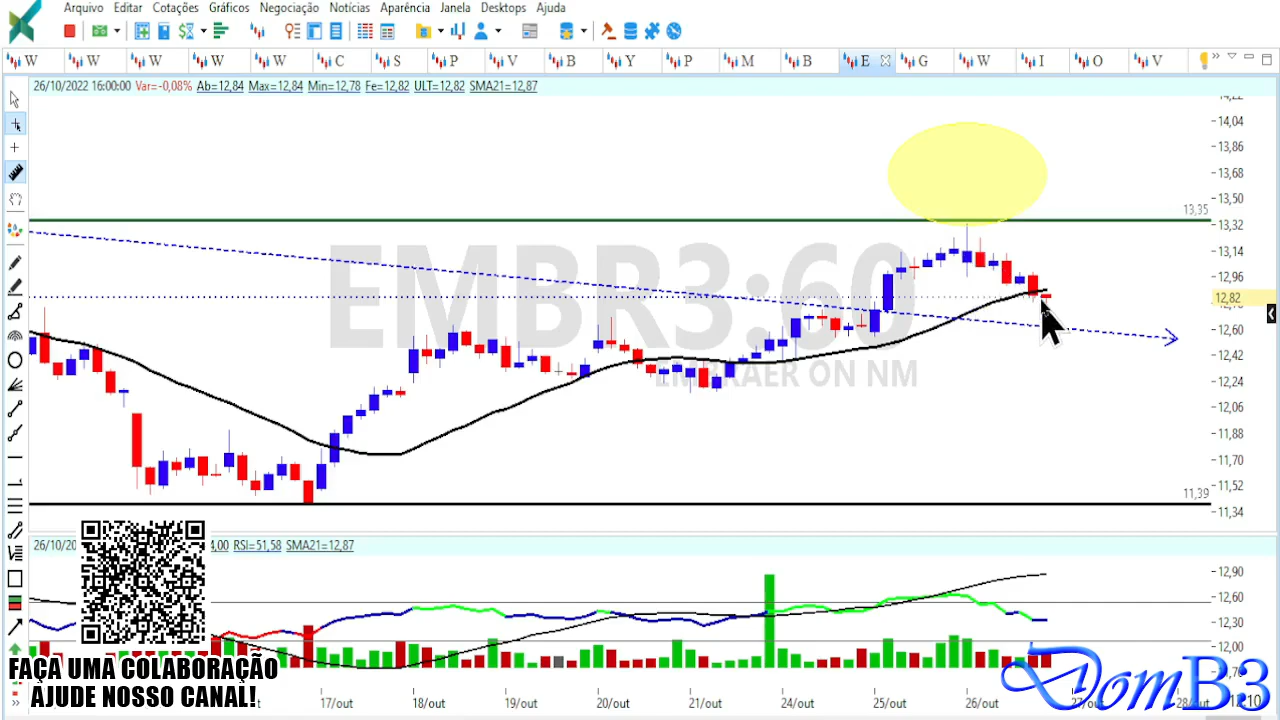 Arquivo Editar Cotações Gráficos Negociação Notícias Aparência Janela Desktops Ajuda
W W W W W C S P V B Y P M B E G W I O V
26/10/2022 16:00:00 Var=-0,08% Ab=12,84 Max=12,84 Min=12,78 Fe=12,82 ULT=12,82 SMA21=12,87
14,04
13,86
13,68
13,50
13,35
13,32
EMBR3:60
13,14
12,96
12,82
12,60
EMBRAER ON NM
12,42
12,24
12,06
11,88
11,70
11,52
11,39
11,34
RSI=51,58 SMA21=12,87
12,90
12,60
12,30
12,00
FAÇA UMA COLABORAÇÃO
AJUDE NOSSO CANAL!
17/out 18/out 19/out 20/out 21/out 24/out 25/out 26/out
DomB3